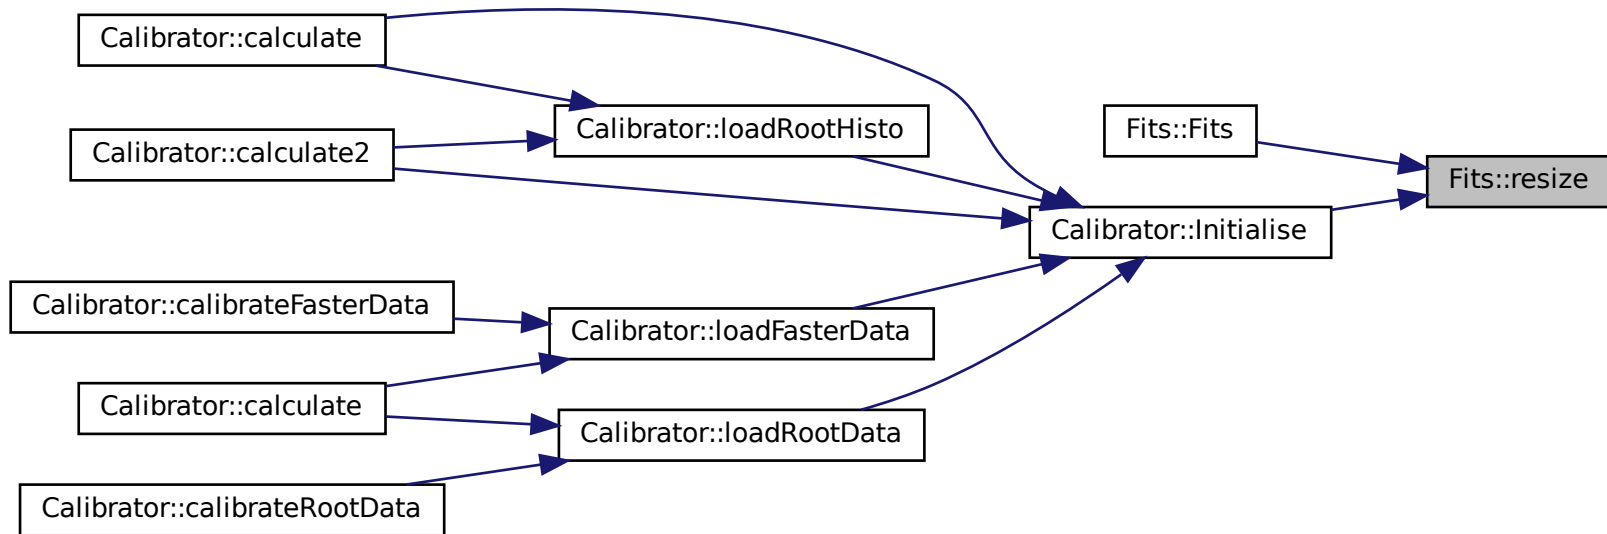 Calibrator::calculate
Calibrator::loadRootHisto
Fits::Fits
Calibrator::calculate2
Fits::resize
Calibrator::Initialise
Calibrator::calibrateFasterData
Calibrator::loadFasterData
Calibrator::calculate
Calibrator::loadRootData
Calibrator::calibrateRootData